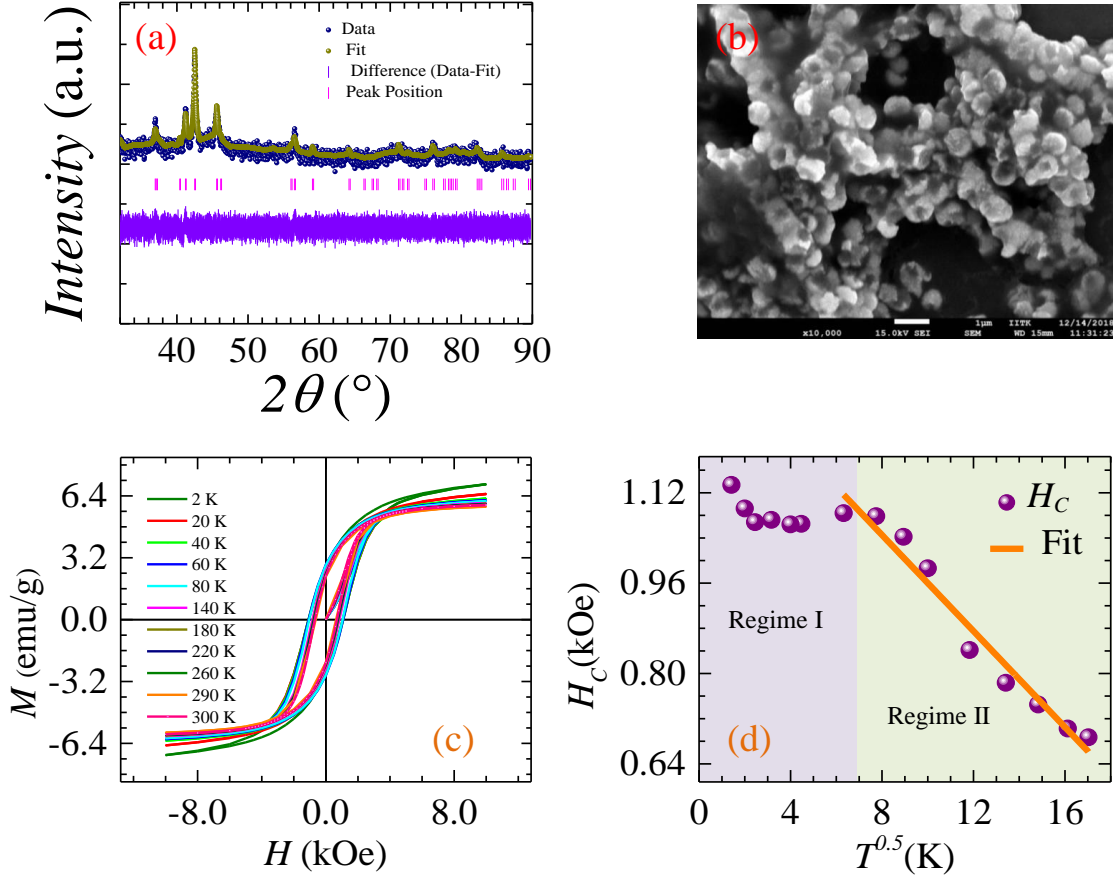 (a)
Data
Fit
Difference (Data-Fit)
Peak Position
Intensity (a.u.)
40 50 60 70 80 90
2θ (°)
(b)
x10,000 15.0kV SEI 1μm IITK 12/14/2018
SEM WD 15mm 11:31:23
6.4
3.2
0.0
-3.2
-6.4
M (emu/g)
2 K
20 K
40 K
60 K
80 K
140 K
180 K
220 K
260 K
290 K
300 K
(c)
-8.0 0.0 8.0
H (kOe)
1.12
0.96
0.80
0.64
H_C (kOe)
H_C
Fit
Regime I
Regime II
(d)
0 4 8 12 16
T^0.5 (K)